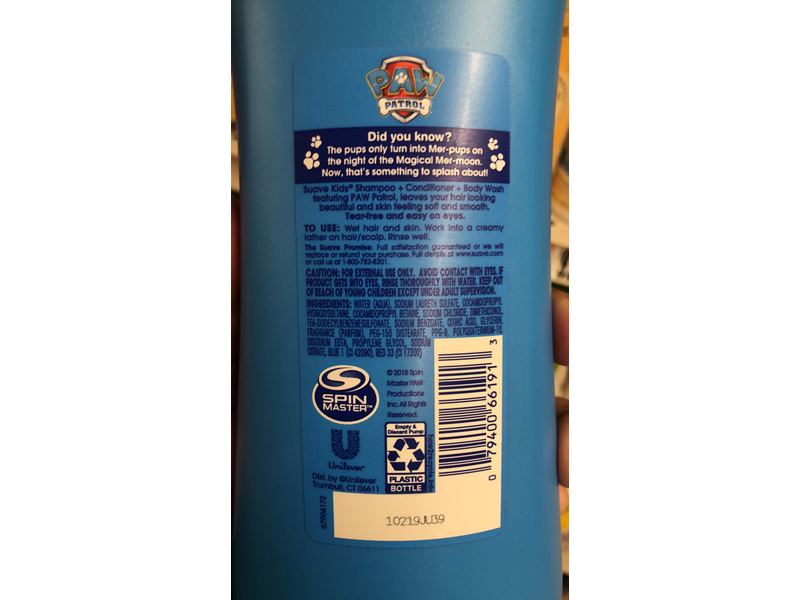 PAW
PATROL
Did you know?
The pups only turn into Mer-pups on
the night of the Magical Mer-moon.
Now, that's something to splash about!
Suave Kids® Shampoo + Conditioner + Body Wash
featuring PAW Patrol, leaves your hair looking
beautiful and skin feeling soft and smooth.
Tear-free and easy on eyes.
TO USE: Wet hair and skin. Work into a creamy
lather on hair/scalp. Rinse well.
The Suave Promise: Full satisfaction guaranteed or we will
replace or refund your purchase. Full details at www.suave.com
or call us at 1-800-782-8301.
CAUTION: FOR EXTERNAL USE ONLY. AVOID CONTACT WITH EYES. IF
PRODUCT GETS INTO EYES, RINSE THOROUGHLY WITH WATER. KEEP OUT
OF REACH OF YOUNG CHILDREN EXCEPT UNDER ADULT SUPERVISION.
INGREDIENTS: WATER (AQUA), SODIUM LAURETH SULFATE, COCAMIDOPROPYL
HYDROXYSULTAINE, COCAMIDOPROPYL BETAINE, SODIUM CHLORIDE, DIMETHICONOL,
TEA-DODECYLBENZENESULFONATE, SODIUM BENZOATE, CITRIC ACID, GLYCERIN,
FRAGRANCE (PARFUM), PEG-150 DISTEARATE, PPG-9, POLYQUATERNIUM-10,
DISODIUM EDTA, PROPYLENE GLYCOL, SODIUM
CITRATE, BLUE 1 (CI 42090), RED 33 (CI 17200)
SPIN
MASTER™
© 2018 Spin
Master PAW
Productions
Inc. All Rights
Reserved.
Unilever
Dist. by ©Unilever
Trumbull, CT 06611
Empty &
Discard Pump
PLASTIC
BOTTLE
how2recycle.info
0 79400 66191 3
67904172
10219JU39